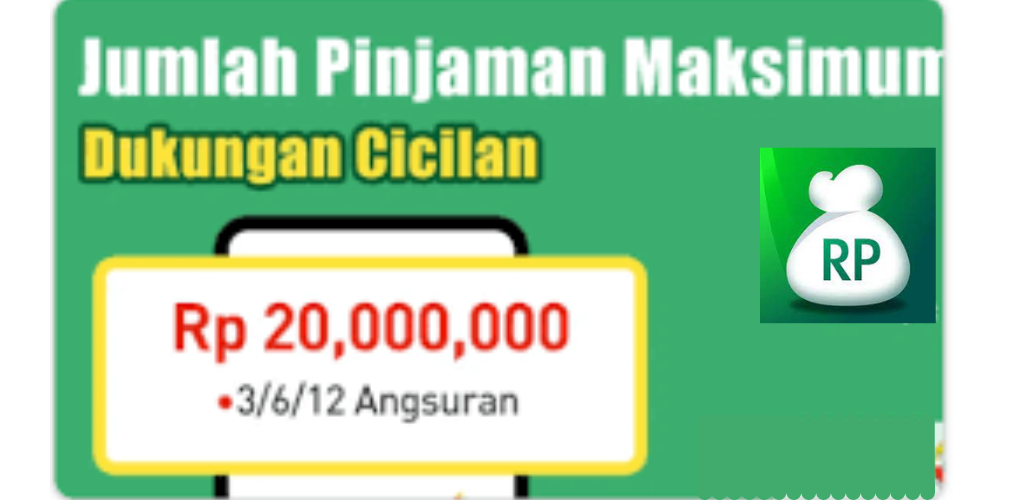 Jumlah Pinjaman Maksimum
Dukungan Cicilan
RP
Rp 20,000,000
•3/6/12 Angsuran